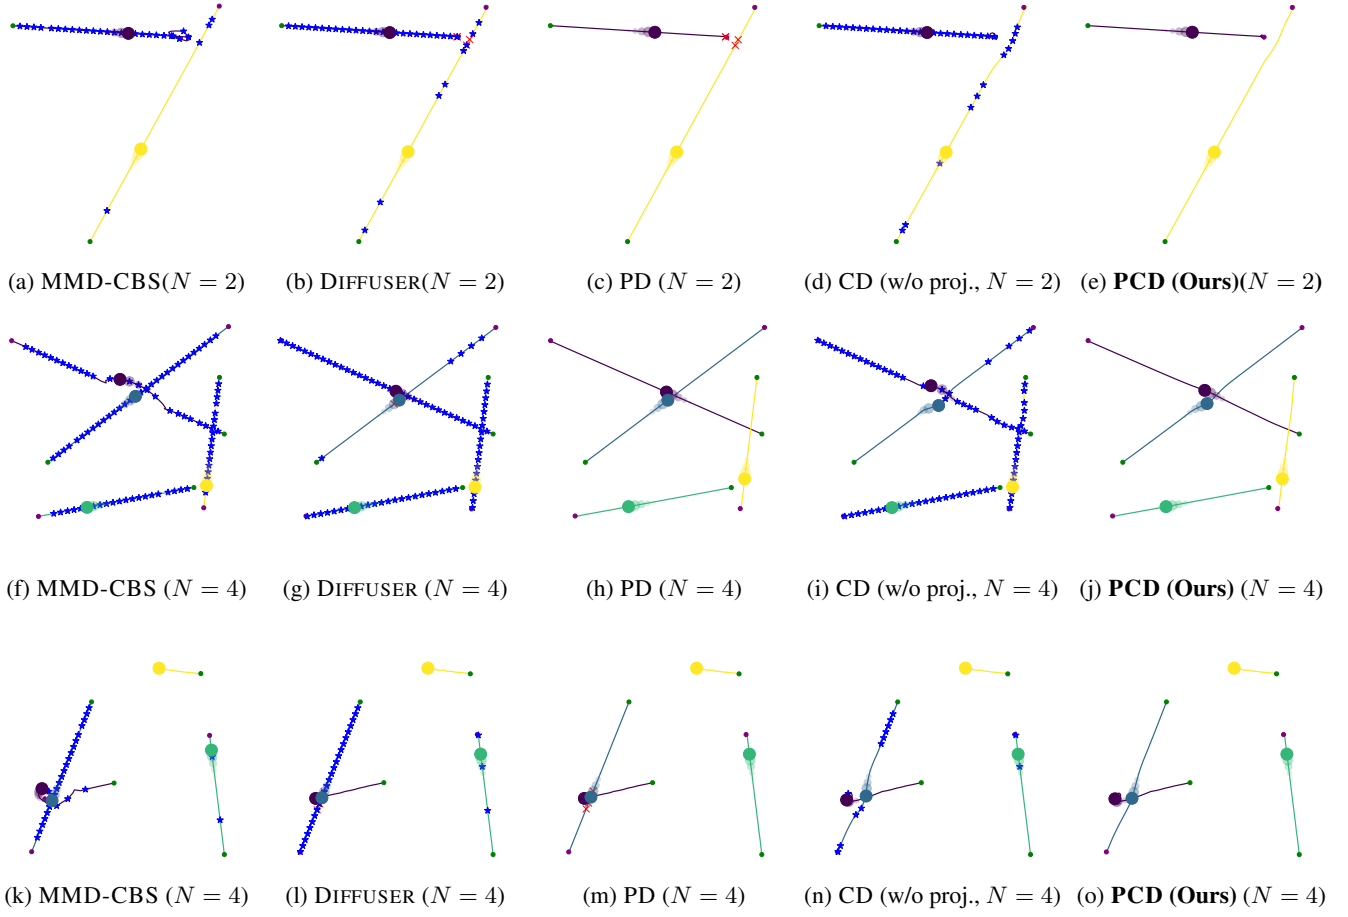 (a) MMD-CBS(N = 2) (b) DIFFUSER(N = 2) (c) PD (N = 2) (d) CD (w/o proj., N = 2) (e) PCD (Ours)(N = 2)
(f) MMD-CBS (N = 4) (g) DIFFUSER (N = 4) (h) PD (N = 4) (i) CD (w/o proj., N = 4) (j) PCD (Ours) (N = 4)
(k) MMD-CBS (N = 4) (l) DIFFUSER (N = 4) (m) PD (N = 4) (n) CD (w/o proj., N = 4) (o) PCD (Ours) (N = 4)